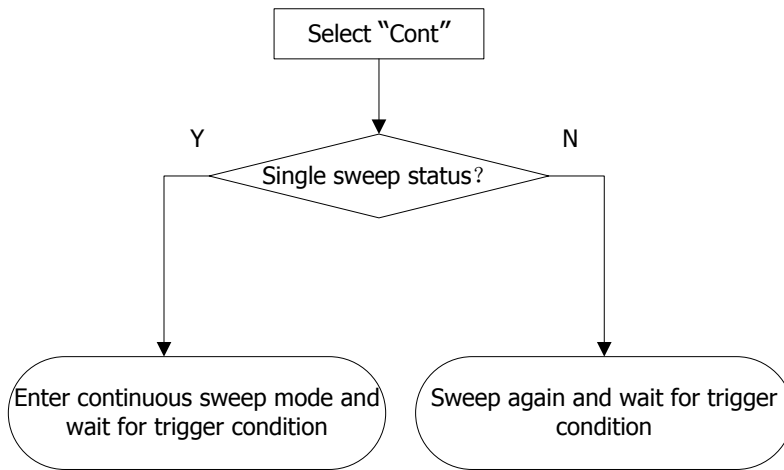 Select “Cont”
Y
N
Single sweep status？
Enter continuous sweep mode and
wait for trigger condition
Sweep again and wait for trigger
condition